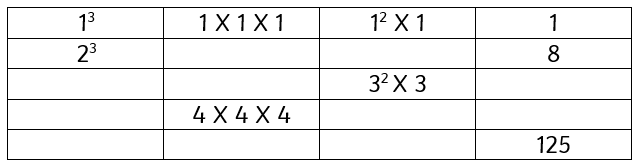 1³ 1 X 1 X 1 1² X 1 1
2³ 8
3² X 3
4 X 4 X 4
125